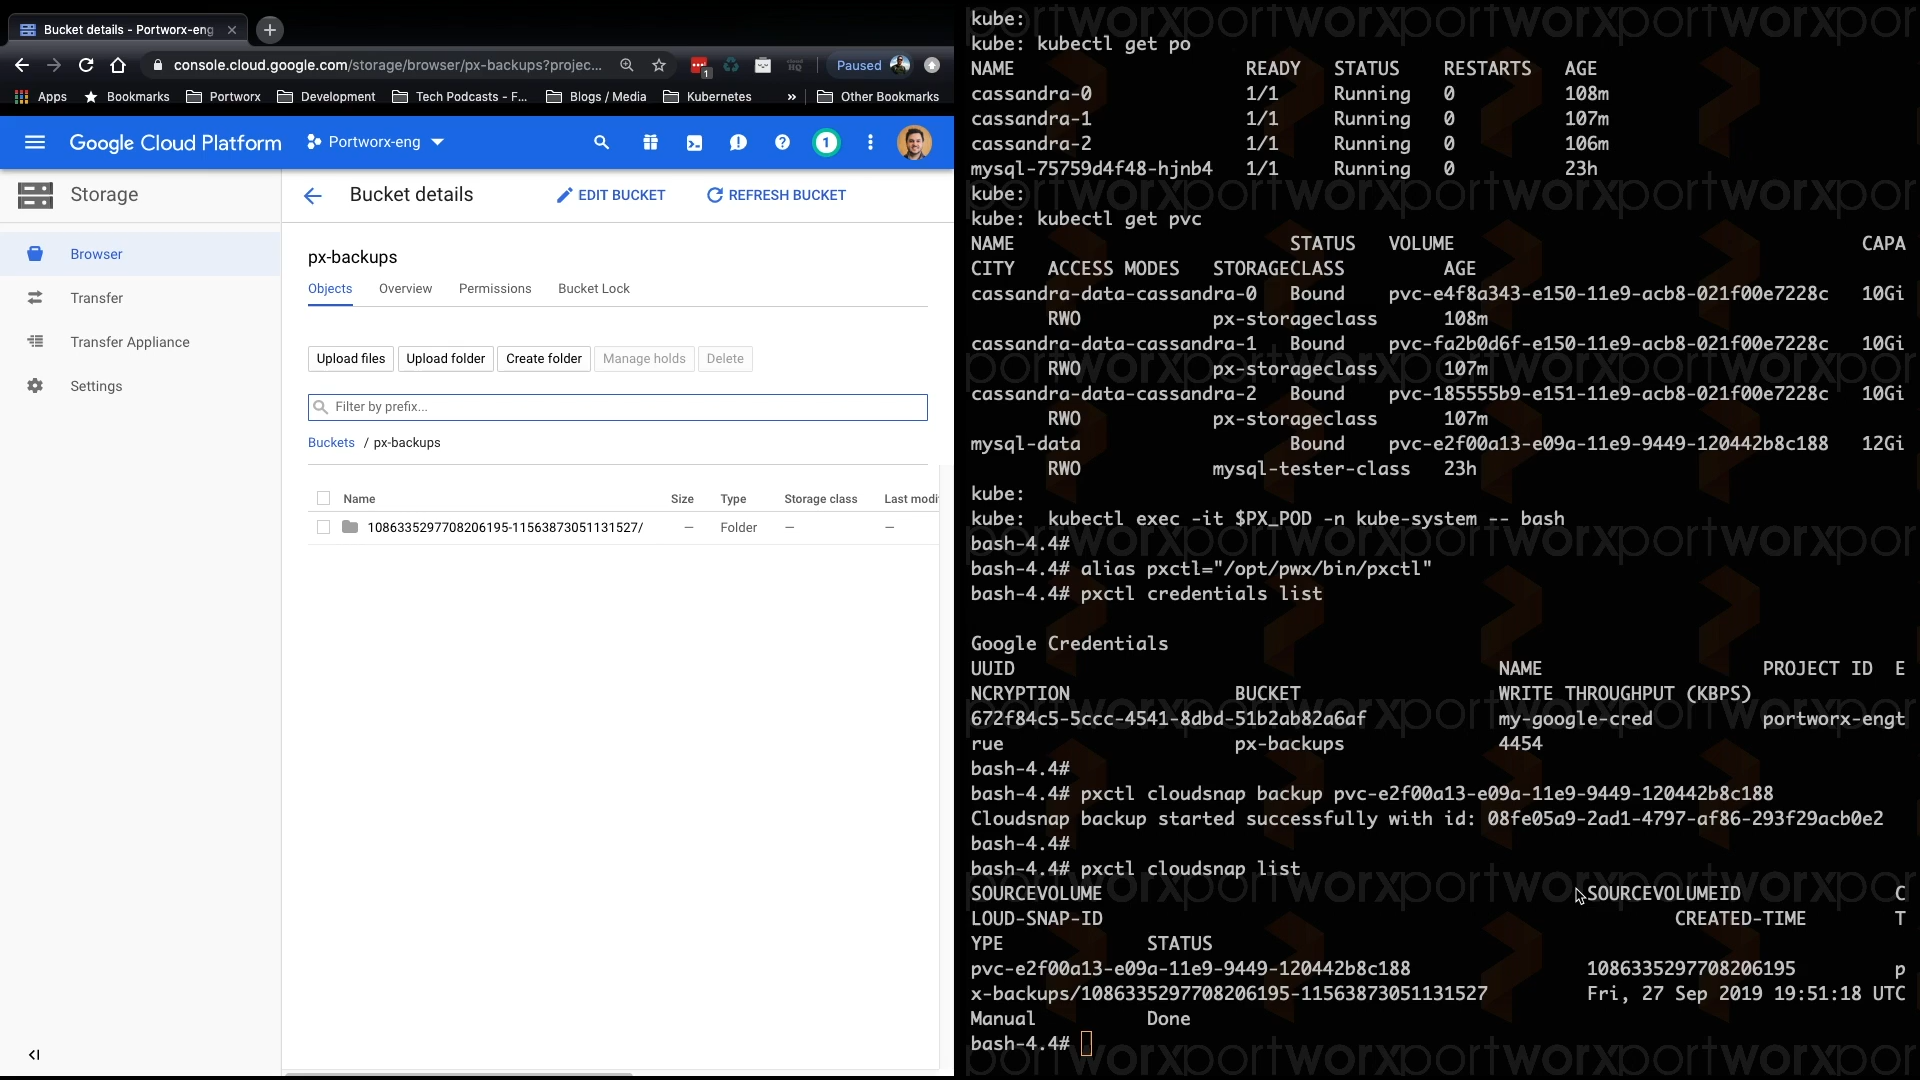 Bucket details - Portworx-eng
console.cloud.google.com/storage/browser/px-backups?projec...
1
Paused
Apps
Bookmarks
Portworx
Development
Tech Podcasts - F...
Blogs / Media
Kubernetes
»
Other Bookmarks
Google Cloud Platform
Portworx-eng
1
Storage
Bucket details
EDIT BUCKET
REFRESH BUCKET
Browser
Transfer
Transfer Appliance
Settings
px-backups
Objects Overview Permissions Bucket Lock
Upload files Upload folder Create folder Manage holds Delete
Filter by prefix...
Buckets / px-backups
Name Size Type Storage class Last modi
1086335297708206195-11563873051131527/ — Folder — —
kube:
kube: kubectl get po
NAME READY STATUS RESTARTS AGE
cassandra-0 1/1 Running 0 108m
cassandra-1 1/1 Running 0 107m
cassandra-2 1/1 Running 0 106m
mysql-75759d4f48-hjnb4 1/1 Running 0 23h
kube:
kube: kubectl get pvc
NAME STATUS VOLUME CAPA
CITY ACCESS MODES STORAGECLASS AGE
cassandra-data-cassandra-0 Bound pvc-e4f8a343-e150-11e9-acb8-021f00e7228c 10Gi
RWO px-storageclass 108m
cassandra-data-cassandra-1 Bound pvc-fa2b0d6f-e150-11e9-acb8-021f00e7228c 10Gi
RWO px-storageclass 107m
cassandra-data-cassandra-2 Bound pvc-185555b9-e151-11e9-acb8-021f00e7228c 10Gi
RWO px-storageclass 107m
mysql-data Bound pvc-e2f00a13-e09a-11e9-9449-120442b8c188 12Gi
RWO mysql-tester-class 23h
kube:
kube: kubectl exec -it $PX_POD -n kube-system -- bash
bash-4.4#
bash-4.4# alias pxctl="/opt/pwx/bin/pxctl"
bash-4.4# pxctl credentials list
Google Credentials
UUID NAME PROJECT ID E
NCRYPTION BUCKET WRITE THROUGHPUT (KBPS)
672f84c5-5ccc-4541-8dbd-51b2ab82a6af my-google-cred portworx-engt
rue px-backups 4454
bash-4.4#
bash-4.4# pxctl cloudsnap backup pvc-e2f00a13-e09a-11e9-9449-120442b8c188
Cloudsnap backup started successfully with id: 08fe05a9-2ad1-4797-af86-293f29acb0e2
bash-4.4#
bash-4.4# pxctl cloudsnap list
SOURCEVOLUME SOURCEVOLUMEID C
LOUD-SNAP-ID CREATED-TIME T
YPE STATUS
pvc-e2f00a13-e09a-11e9-9449-120442b8c188 1086335297708206195 p
x-backups/1086335297708206195-11563873051131527 Fri, 27 Sep 2019 19:51:18 UTC
Manual Done
bash-4.4#